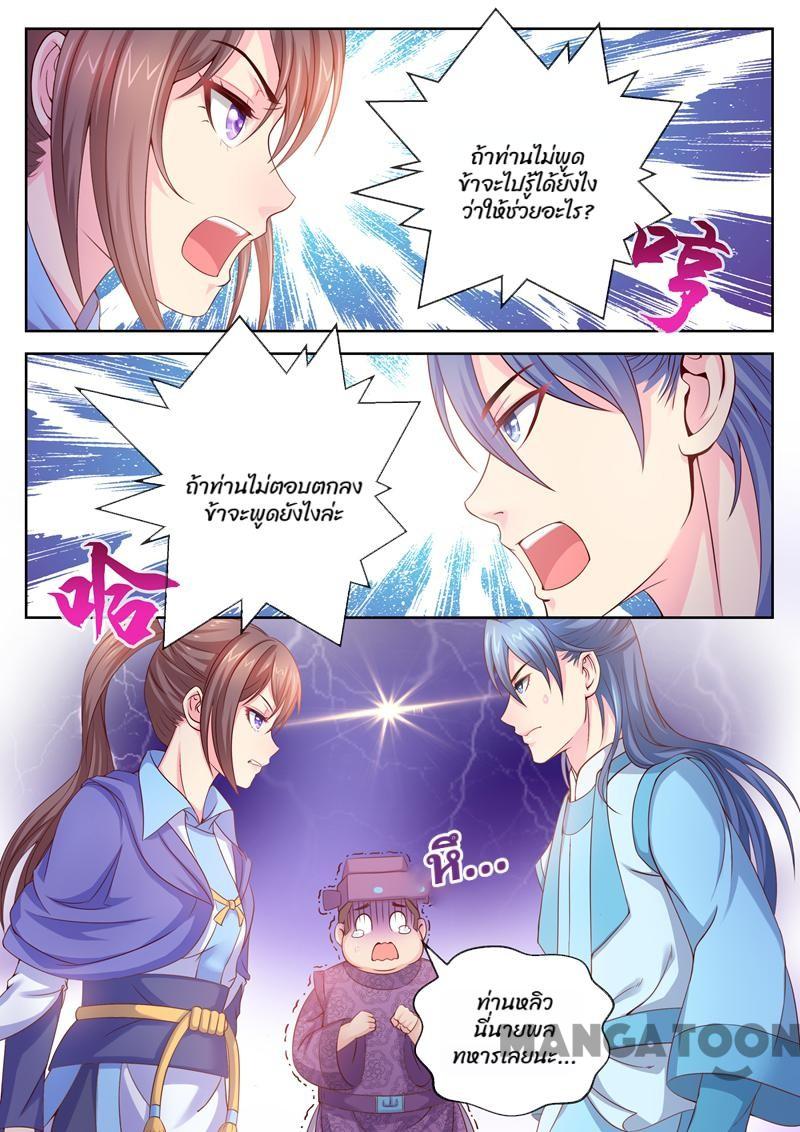 ถ้าท่านไม่พูด
ข้าจะไปรู้ได้ยังไง
ว่าให้ช่วยอะไร?
哼
ถ้าท่านไม่ตอบตกลง
ข้าจะพูดยังไงล่ะ
哈
หึ...
ท่านหลิว
นี่นายพล
ทหารเลยนะ...
MANGATOON